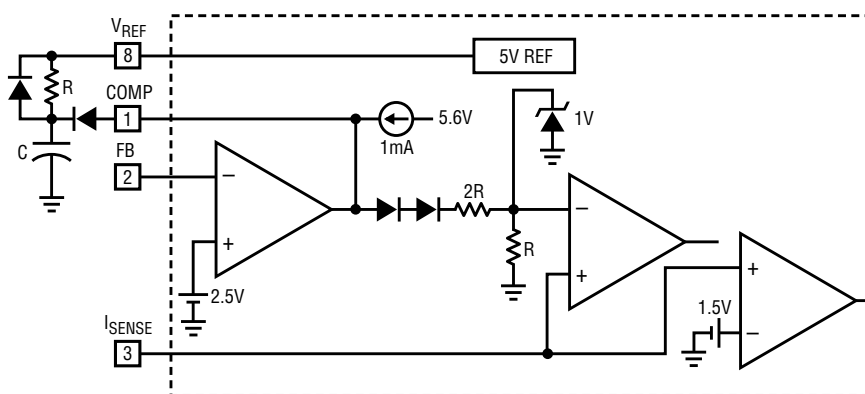 VREF
8
5V REF
R
COMP
1
5.6V
1mA
1V
C
FB
2
–
2R
–
+
R
+
2.5V
+
1.5V
–
ISENSE
3